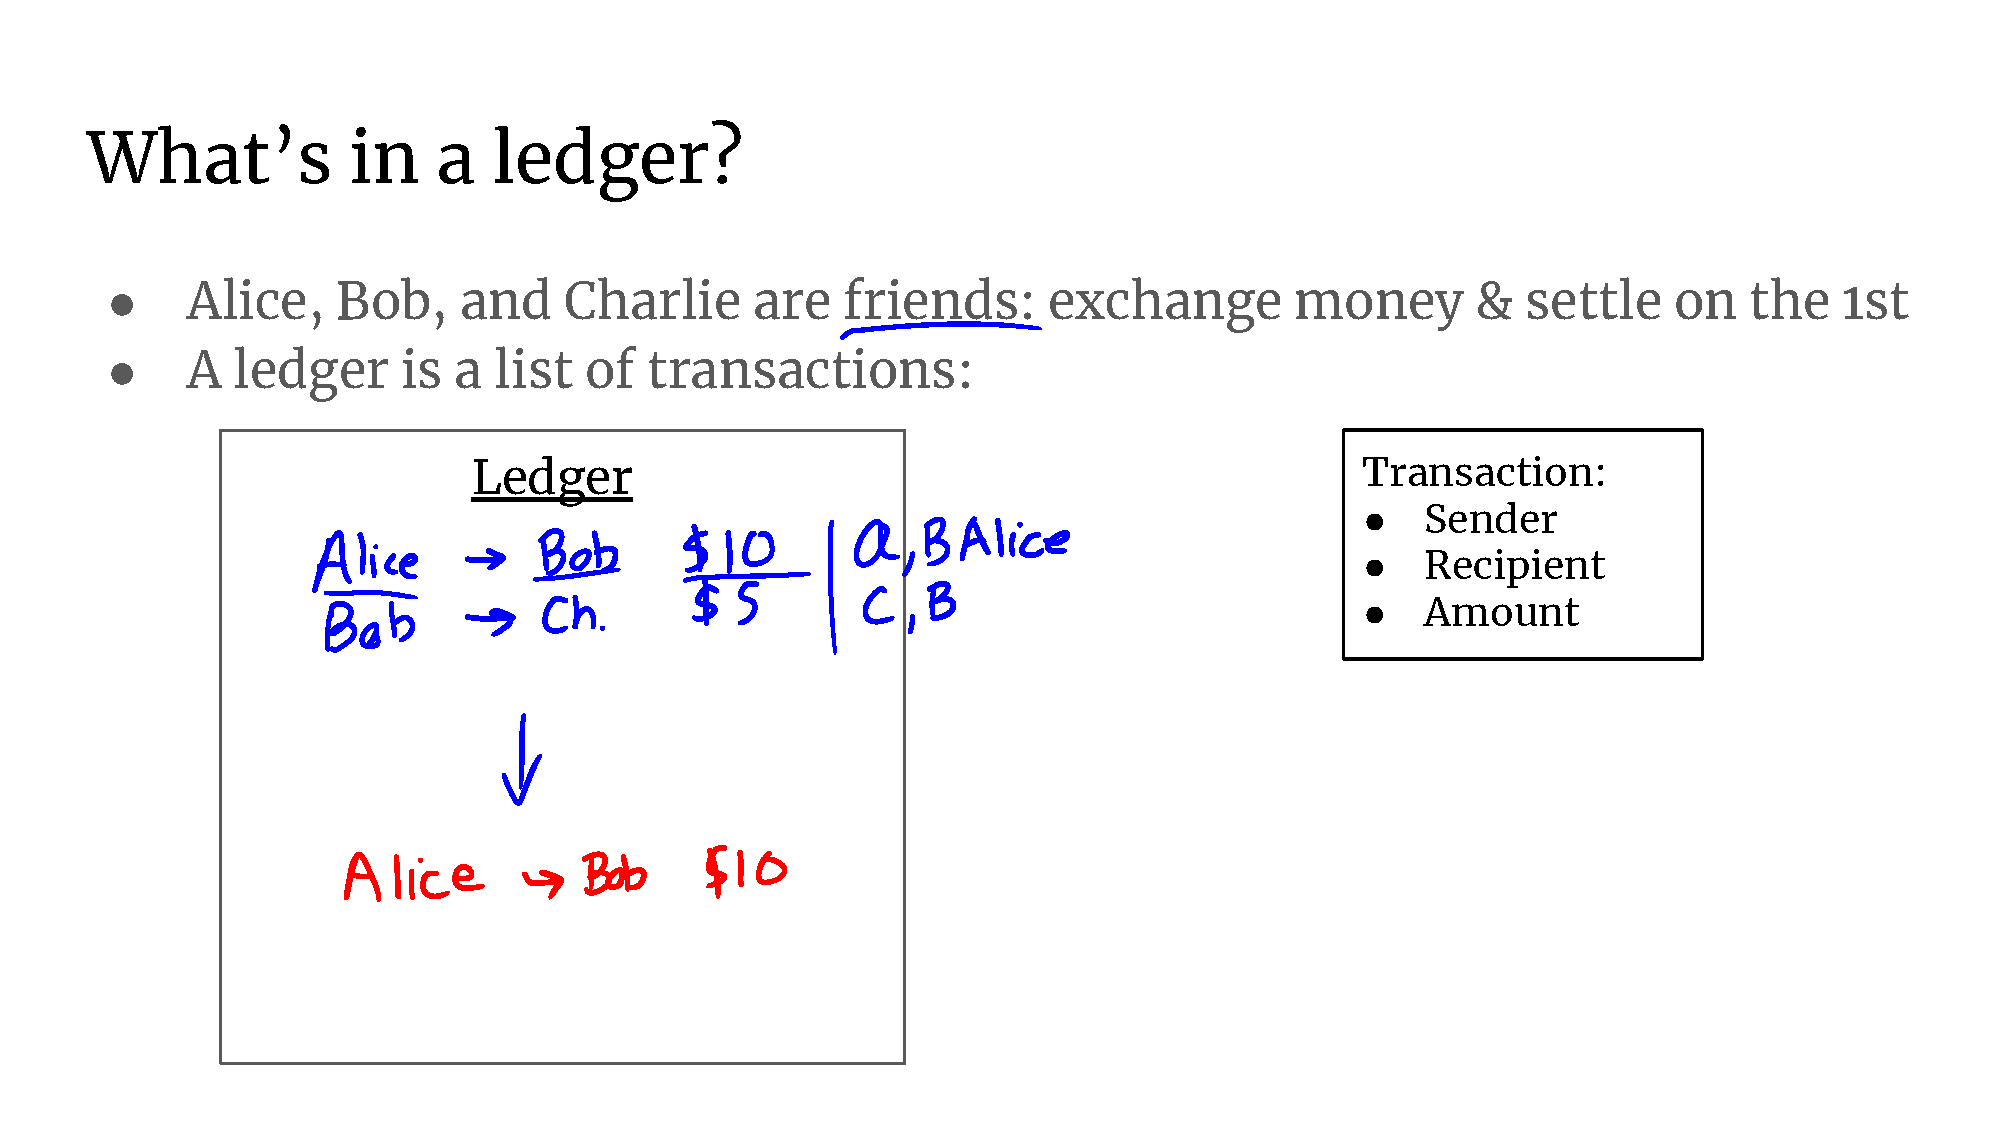 What’s in a ledger?
● Alice, Bob, and Charlie are friends: exchange money & settle on the 1st
● A ledger is a list of transactions:
Ledger
Alice → Bob $10 | a, B Alice
Bob → Ch. $5 | C, B
↓
Alice → Bob $10
Transaction:
● Sender
● Recipient
● Amount